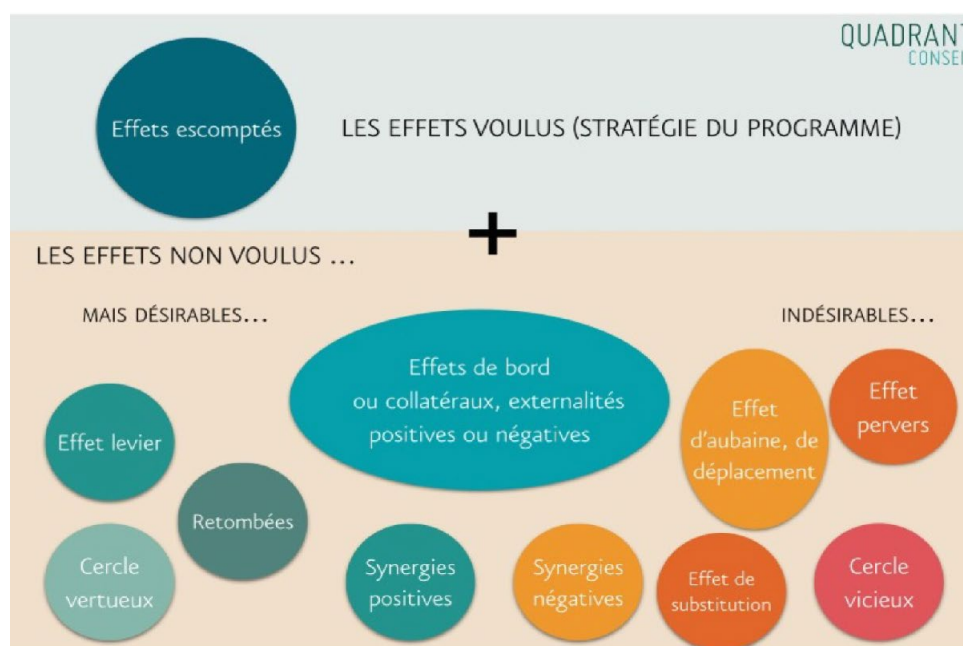 QUADRANT
CONSEI
Effets escomptés
LES EFFETS VOULUS (STRATÉGIE DU PROGRAMME)
+
LES EFFETS NON VOULUS ...
MAIS DÉSIRABLES...
INDÉSIRABLES...
Effets de bord
ou collatéraux, externalités
positives ou négatives
Effet levier
Retombées
Cercle
vertueux
Synergies
positives
Synergies
négatives
Effet
d'aubaine, de
déplacement
Effet
pervers
Effet de
substitution
Cercle
vicieux